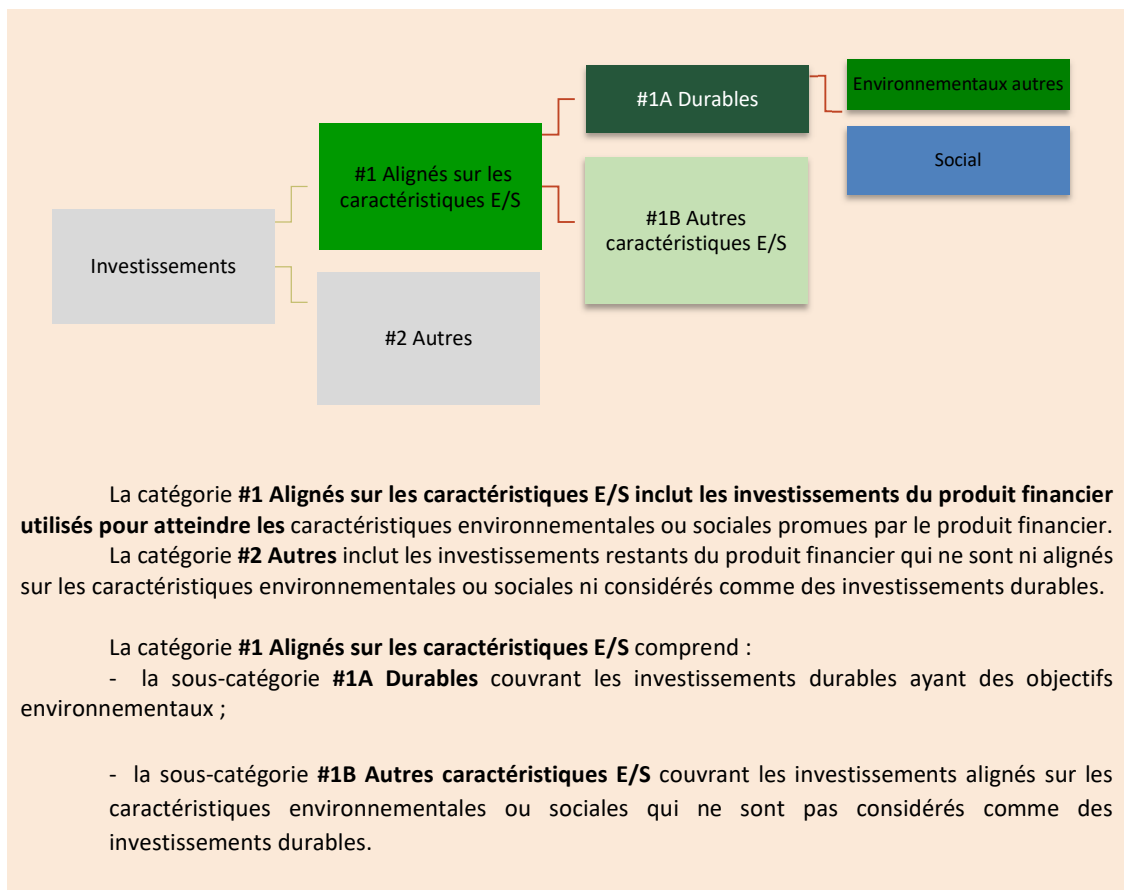 #1A Durables
Environnementaux autres
#1 Alignés sur les
caractéristiques E/S
Social
#1B Autres
caractéristiques E/S
Investissements
#2 Autres
La catégorie #1 Alignés sur les caractéristiques E/S inclut les investissements du produit financier
utilisés pour atteindre les caractéristiques environnementales ou sociales promues par le produit financier.
La catégorie #2 Autres inclut les investissements restants du produit financier qui ne sont ni alignés
sur les caractéristiques environnementales ou sociales ni considérés comme des investissements durables.
La catégorie #1 Alignés sur les caractéristiques E/S comprend :
- la sous-catégorie #1A Durables couvrant les investissements durables ayant des objectifs
environnementaux ;
- la sous-catégorie #1B Autres caractéristiques E/S couvrant les investissements alignés sur les
caractéristiques environnementales ou sociales qui ne sont pas considérés comme des
investissements durables.